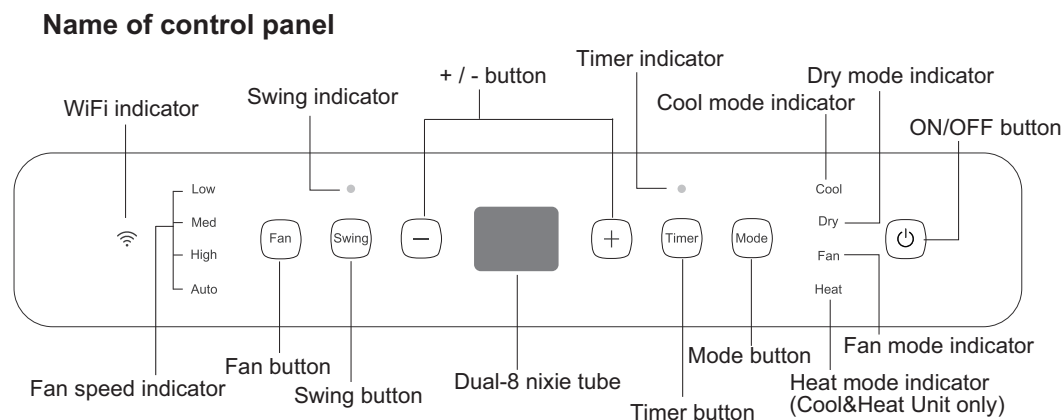 Name of control panel
Timer indicator
+ / - button
Dry mode indicator
Swing indicator
Cool mode indicator
WiFi indicator
ON/OFF button
Low
Med
High
Auto
Fan
Swing
−
+
Timer
Mode
Cool
Dry
Fan
Heat
Fan button
Mode button
Fan mode indicator
Fan speed indicator
Swing button
Dual-8 nixie tube
Timer button
Heat mode indicator
(Cool&Heat Unit only)